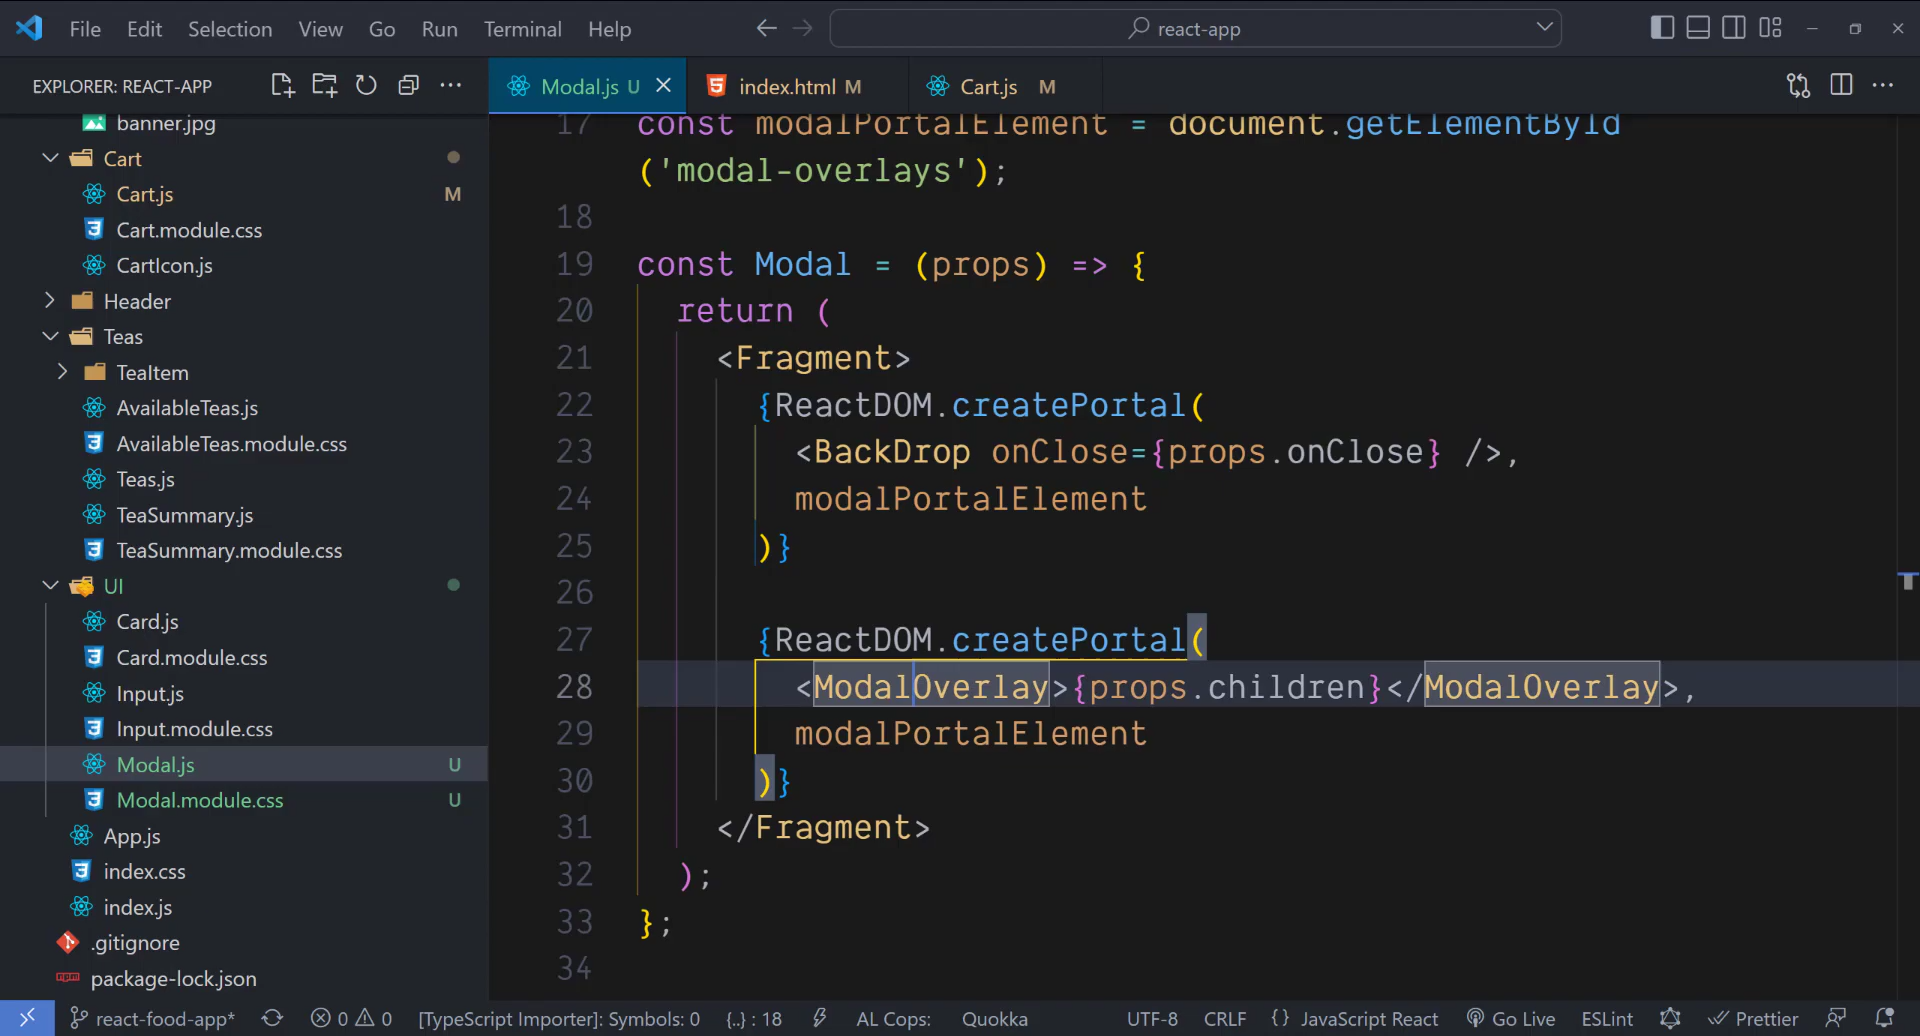 File Edit Selection View Go Run Terminal Help
react-app
EXPLORER: REACT-APP
Modal.js U
index.html M
Cart.js M
banner.jpg
Cart
Cart.js M
Cart.module.css
CartIcon.js
Header
Teas
TeaItem
AvailableTeas.js
AvailableTeas.module.css
Teas.js
TeaSummary.js
TeaSummary.module.css
UI
Card.js
Card.module.css
Input.js
Input.module.css
Modal.js U
Modal.module.css U
App.js
index.css
index.js
.gitignore
package-lock.json
17 const modalPortalElement = document.getElementById
('modal-overlays');
18
19 const Modal = (props) => {
20 return (
21 <Fragment>
22 {ReactDOM.createPortal(
23 <BackDrop onClose={props.onClose} />,
24 modalPortalElement
25 )}
26
27 {ReactDOM.createPortal(
28 <ModalOverlay>{props.children}</ModalOverlay>,
29 modalPortalElement
30 )}
31 </Fragment>
32 );
33 };
34
react-food-app* 0 0 [TypeScript Importer]: Symbols: 0 {..} : 18 AL Cops: Quokka UTF-8 CRLF {} JavaScript React Go Live ESLint Prettier